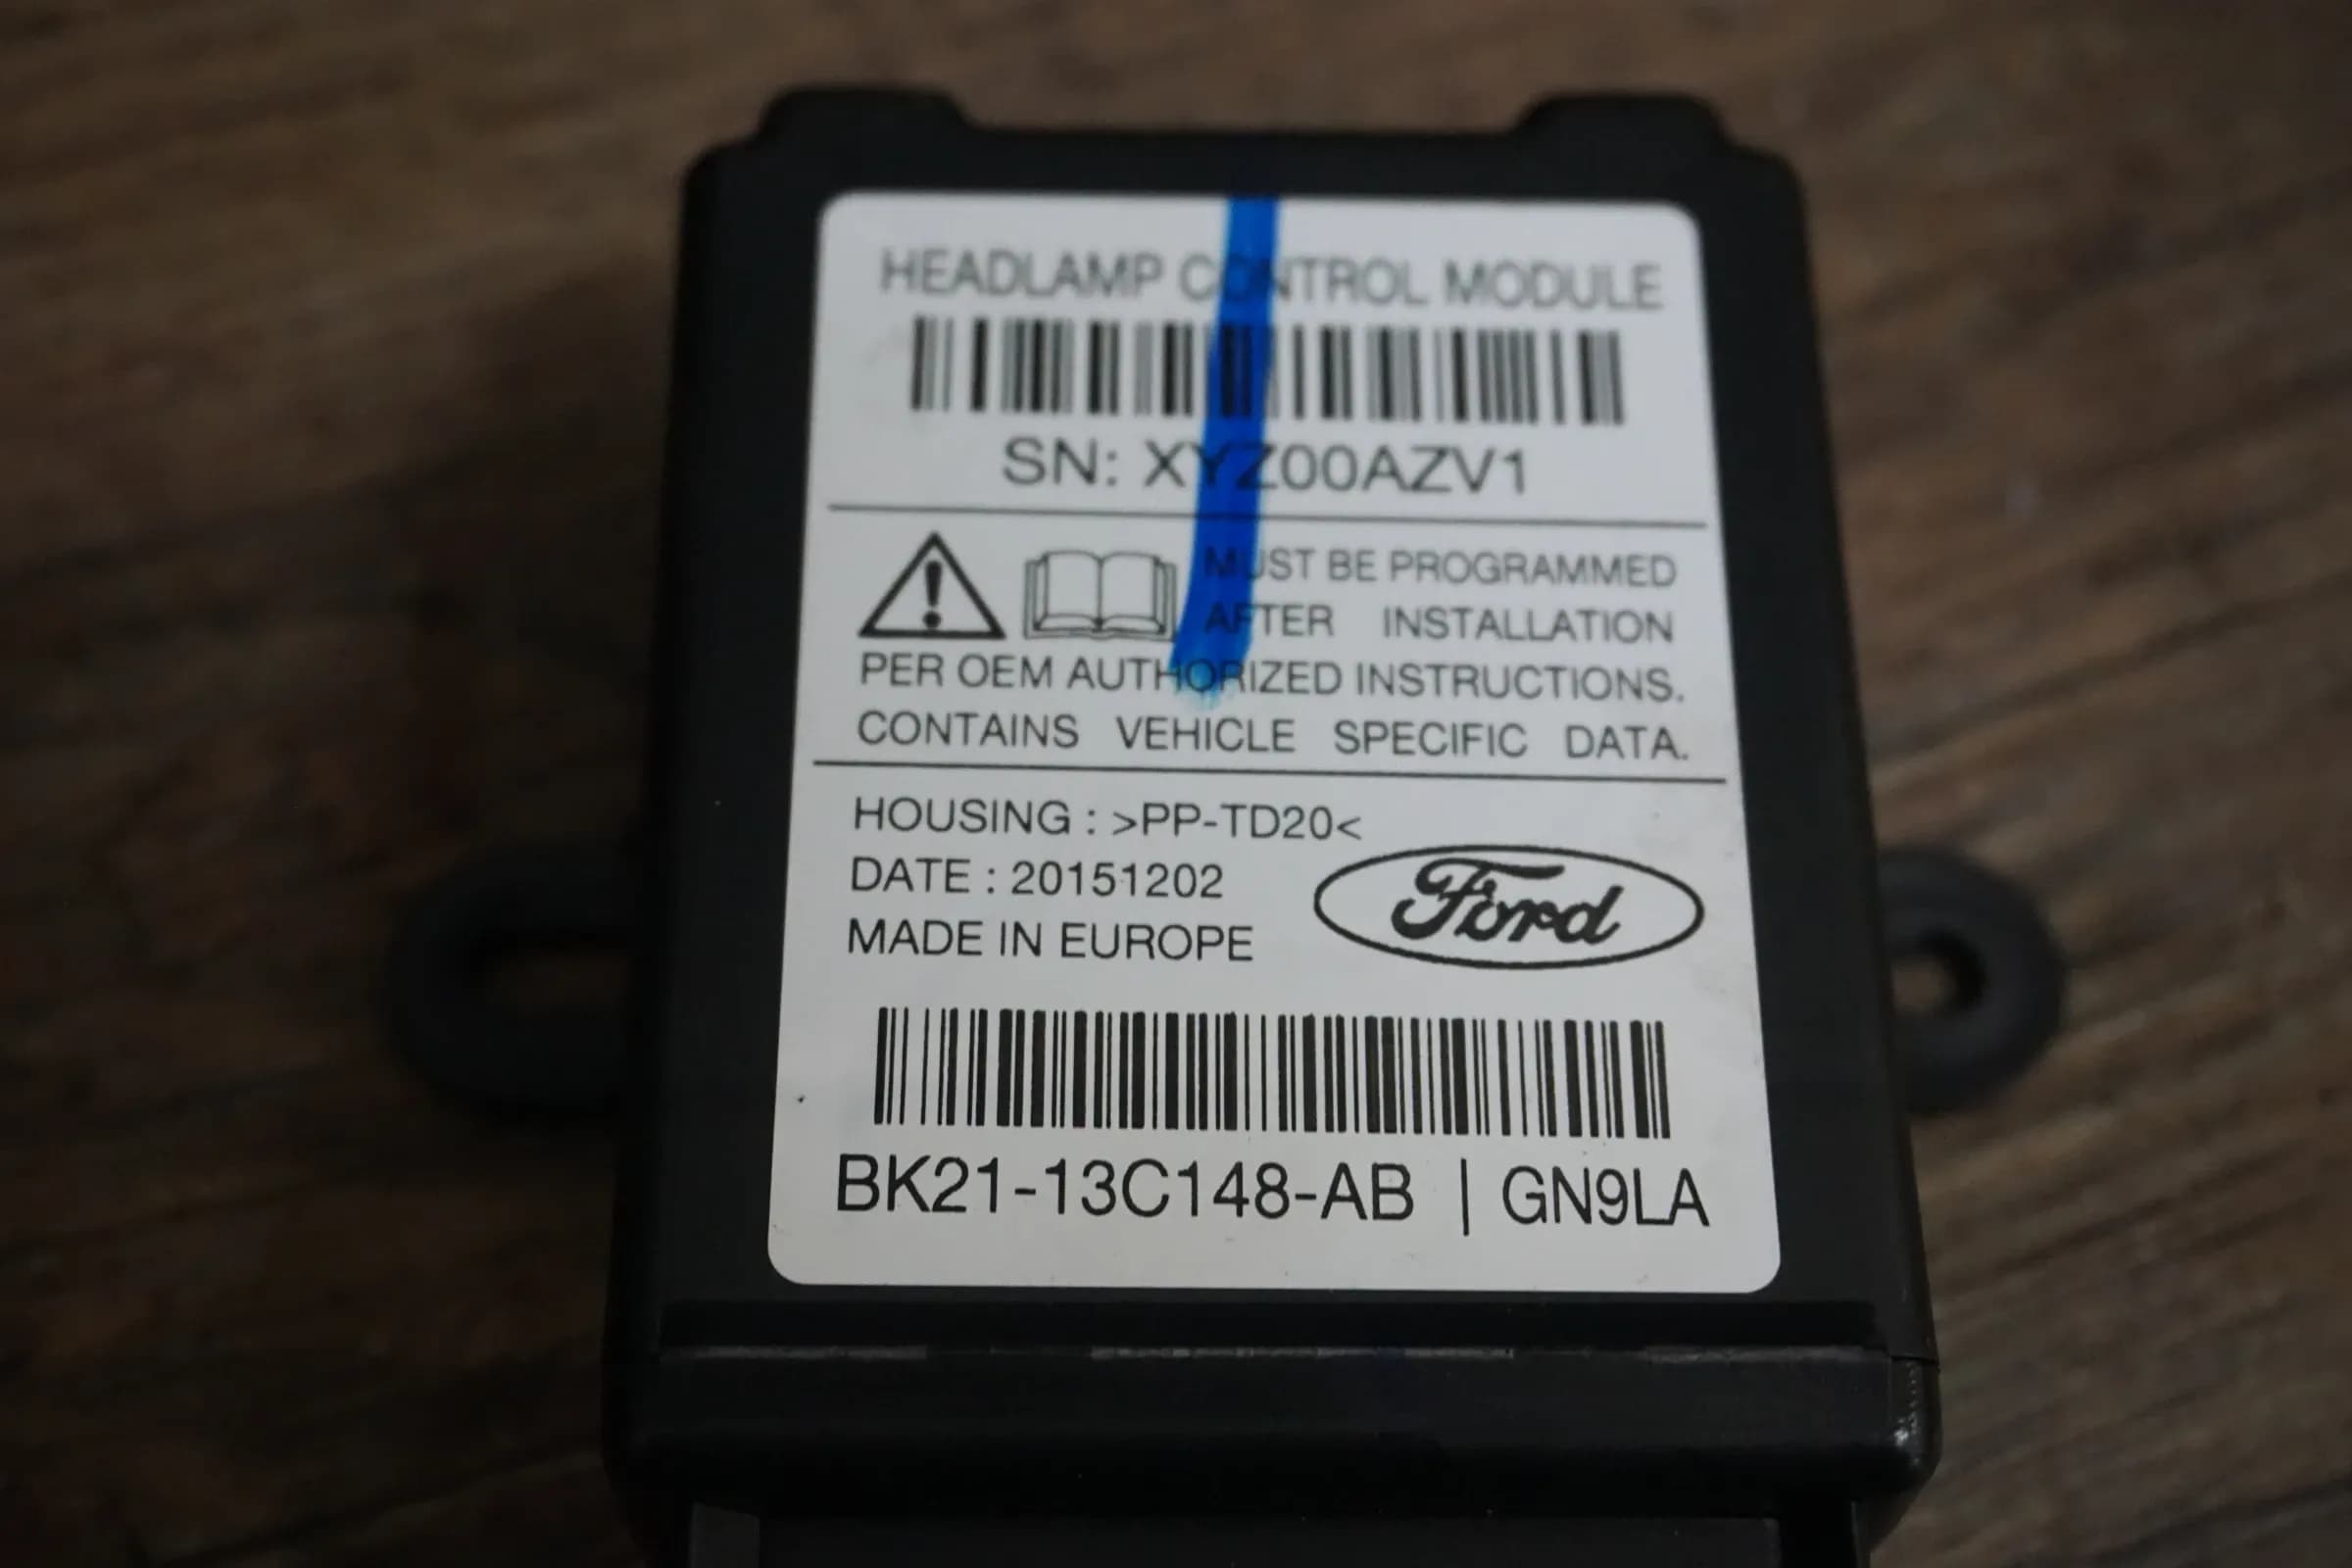 HEADLAMP CONTROL MODULE
SN: XYZ00AZV1
MUST BE PROGRAMMED
AFTER INSTALLATION
PER OEM AUTHORIZED INSTRUCTIONS.
CONTAINS VEHICLE SPECIFIC DATA.
HOUSING : >PP-TD20<
DATE : 20151202
MADE IN EUROPE
Ford
BK21-13C148-AB | GN9LA